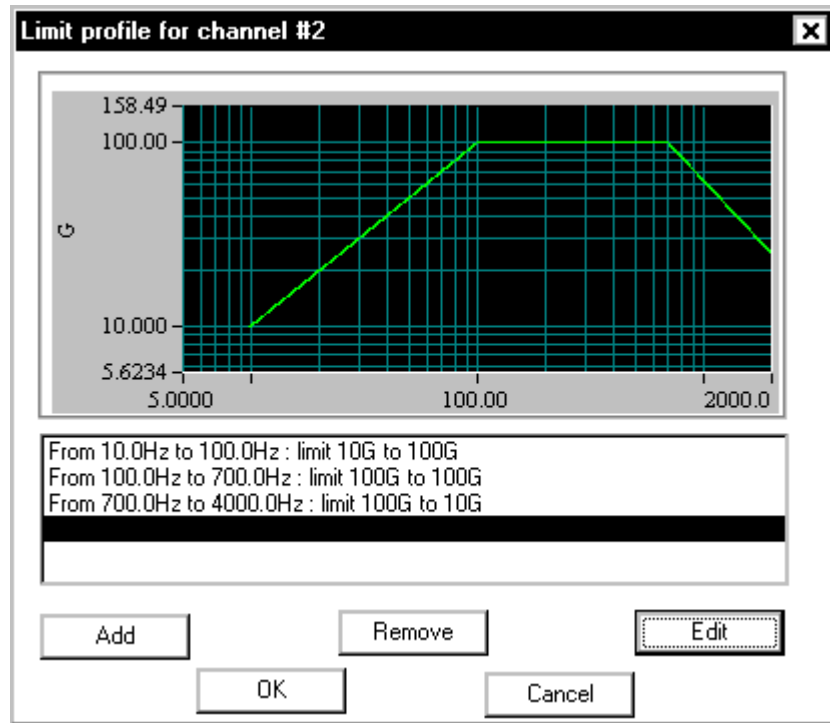 Limit profile for channel #2
158.49
100.00
G
10.000
5.6234
5.0000 100.00 2000.0
From 10.0Hz to 100.0Hz : limit 10G to 100G
From 100.0Hz to 700.0Hz : limit 100G to 100G
From 700.0Hz to 4000.0Hz : limit 100G to 10G
Add Remove Edit
OK Cancel